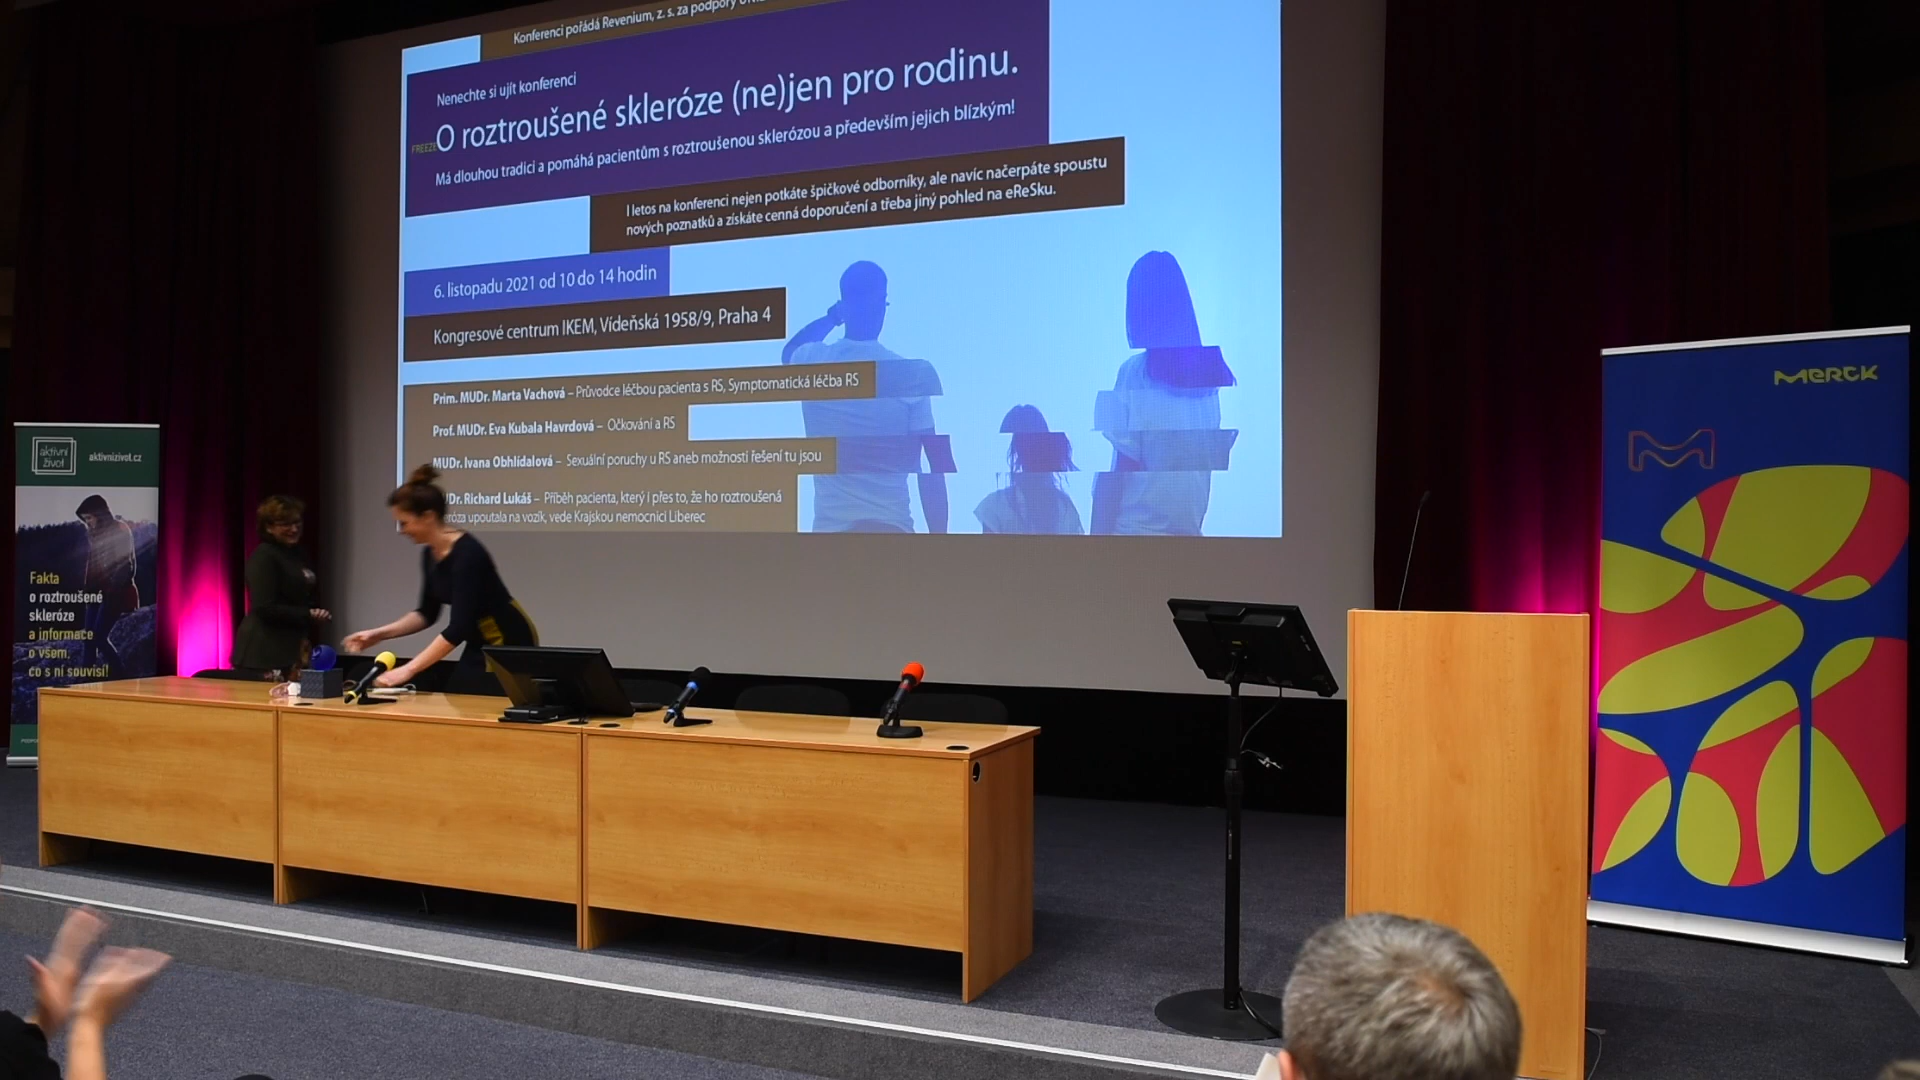 Konferenci pořádá Revenium, z. s. za podpory
Nenechte si ujít konferenci
FREEZE
O roztroušené skleróze (ne)jen pro rodinu.
Má dlouhou tradici a pomáhá pacientům s roztroušenou sklerózou a především jejich blízkým!
I letos na konferenci nejen potkáte špičkové odborníky, ale navíc načerpáte spoustu
nových poznatků a získáte cenná doporučení a třeba jiný pohled na eReSku.
6. listopadu 2021 od 10 do 14 hodin
Kongresové centrum IKEM, Vídeňská 1958/9, Praha 4
Prim. MUDr. Marta Vachová – Průvodce léčbou pacienta s RS, Symptomatická léčba RS
Prof. MUDr. Eva Kubala Havrdová – Očkování a RS
MUDr. Ivana Obhlídalová – Sexuální poruchy u RS aneb možnosti řešení tu jsou
Richard Lukáš – Příběh pacienta, který i přes to, že ho roztroušená
upoutala na vozík, vede Krajskou nemocnici Liberec
aktivní
život
aktivnizivot.cz
Fakta
o roztroušené
skleróze
a informace
o všem,
co s ní souvisí!
MERCK